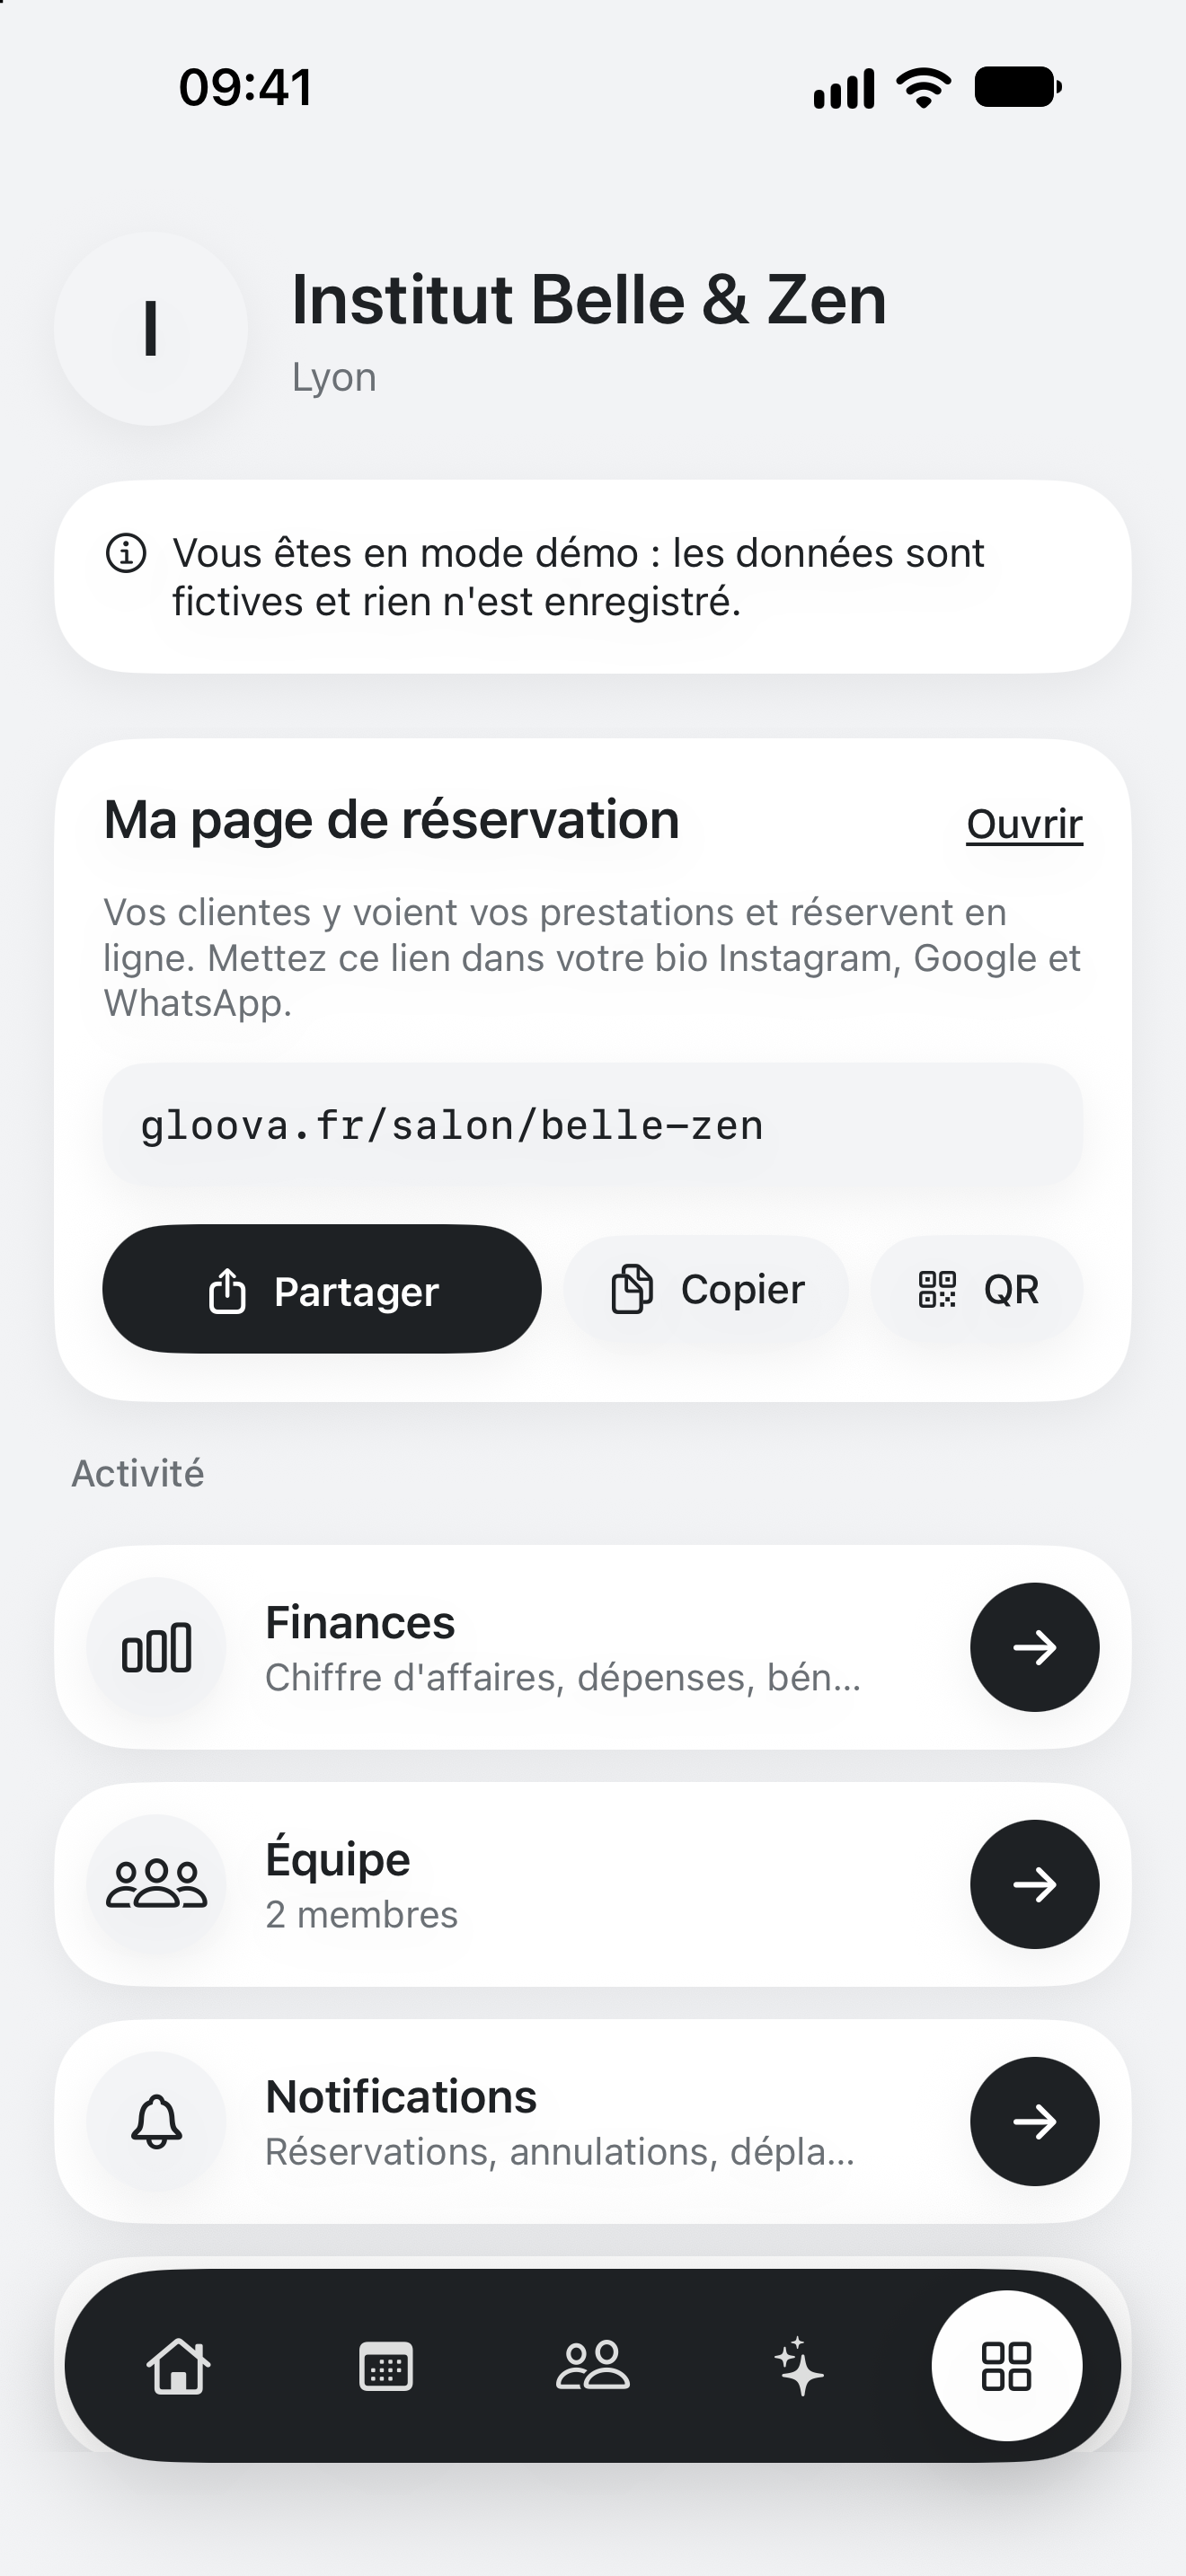 09:41
I
Institut Belle & Zen
Lyon
Vous êtes en mode démo : les données sont
fictives et rien n'est enregistré.
Ma page de réservation
Ouvrir
Vos clientes y voient vos prestations et réservent en
ligne. Mettez ce lien dans votre bio Instagram, Google et
WhatsApp.
gloova.fr/salon/belle-zen
Partager
Copier
QR
Activité
Finances
Chiffre d'affaires, dépenses, bén...
Équipe
2 membres
Notifications
Réservations, annulations, dépla...